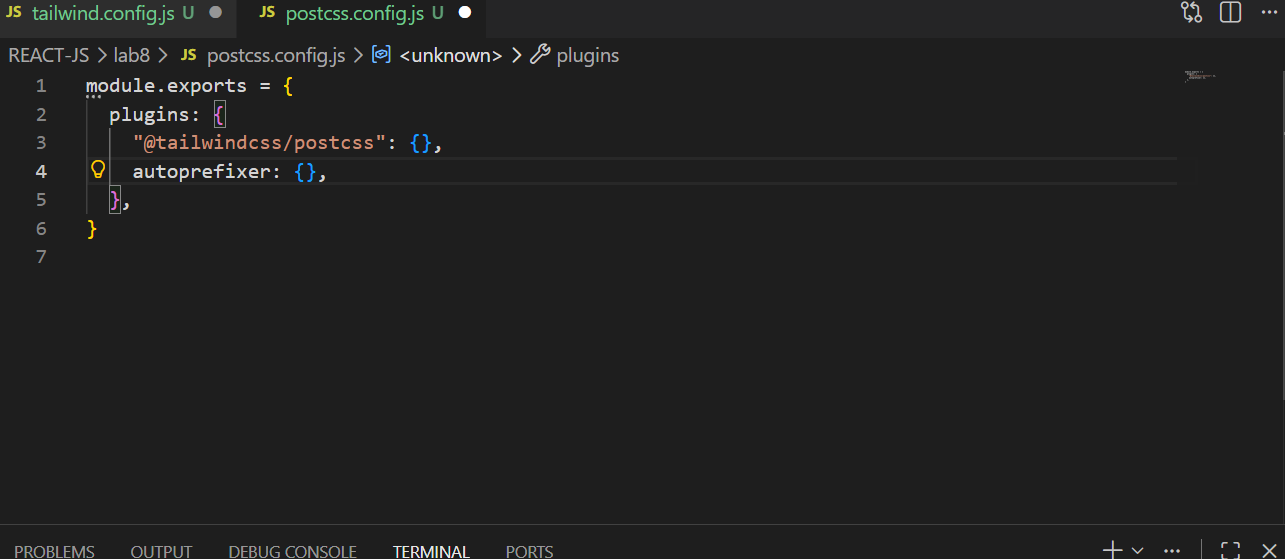 JS tailwind.config.js U JS postcss.config.js U
REACT-JS > lab8 > JS postcss.config.js > <unknown> > plugins
1 module.exports = {
2 plugins: {
3 "@tailwindcss/postcss": {},
4 autoprefixer: {},
5 },
6 }
7
PROBLEMS OUTPUT DEBUG CONSOLE TERMINAL PORTS